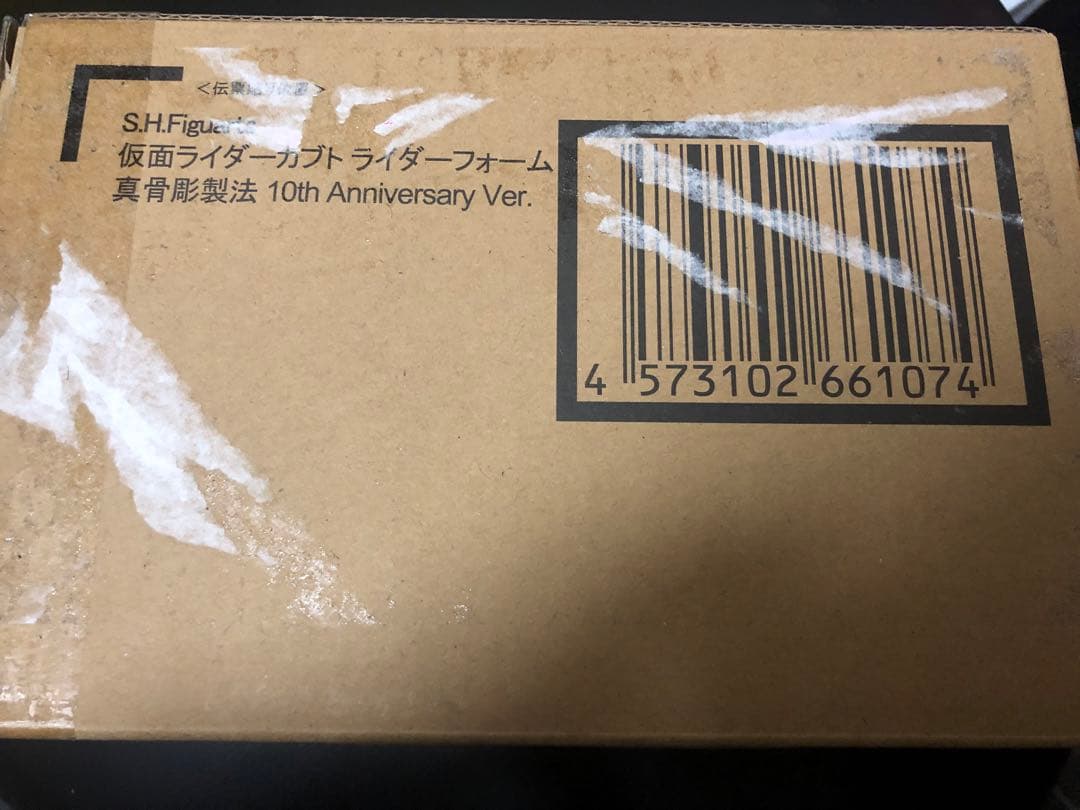 S.H.Figuarts
仮面ライダーカブト ライダーフォーム
真骨彫製法 10th Anniversary Ver.
4 573102 661074